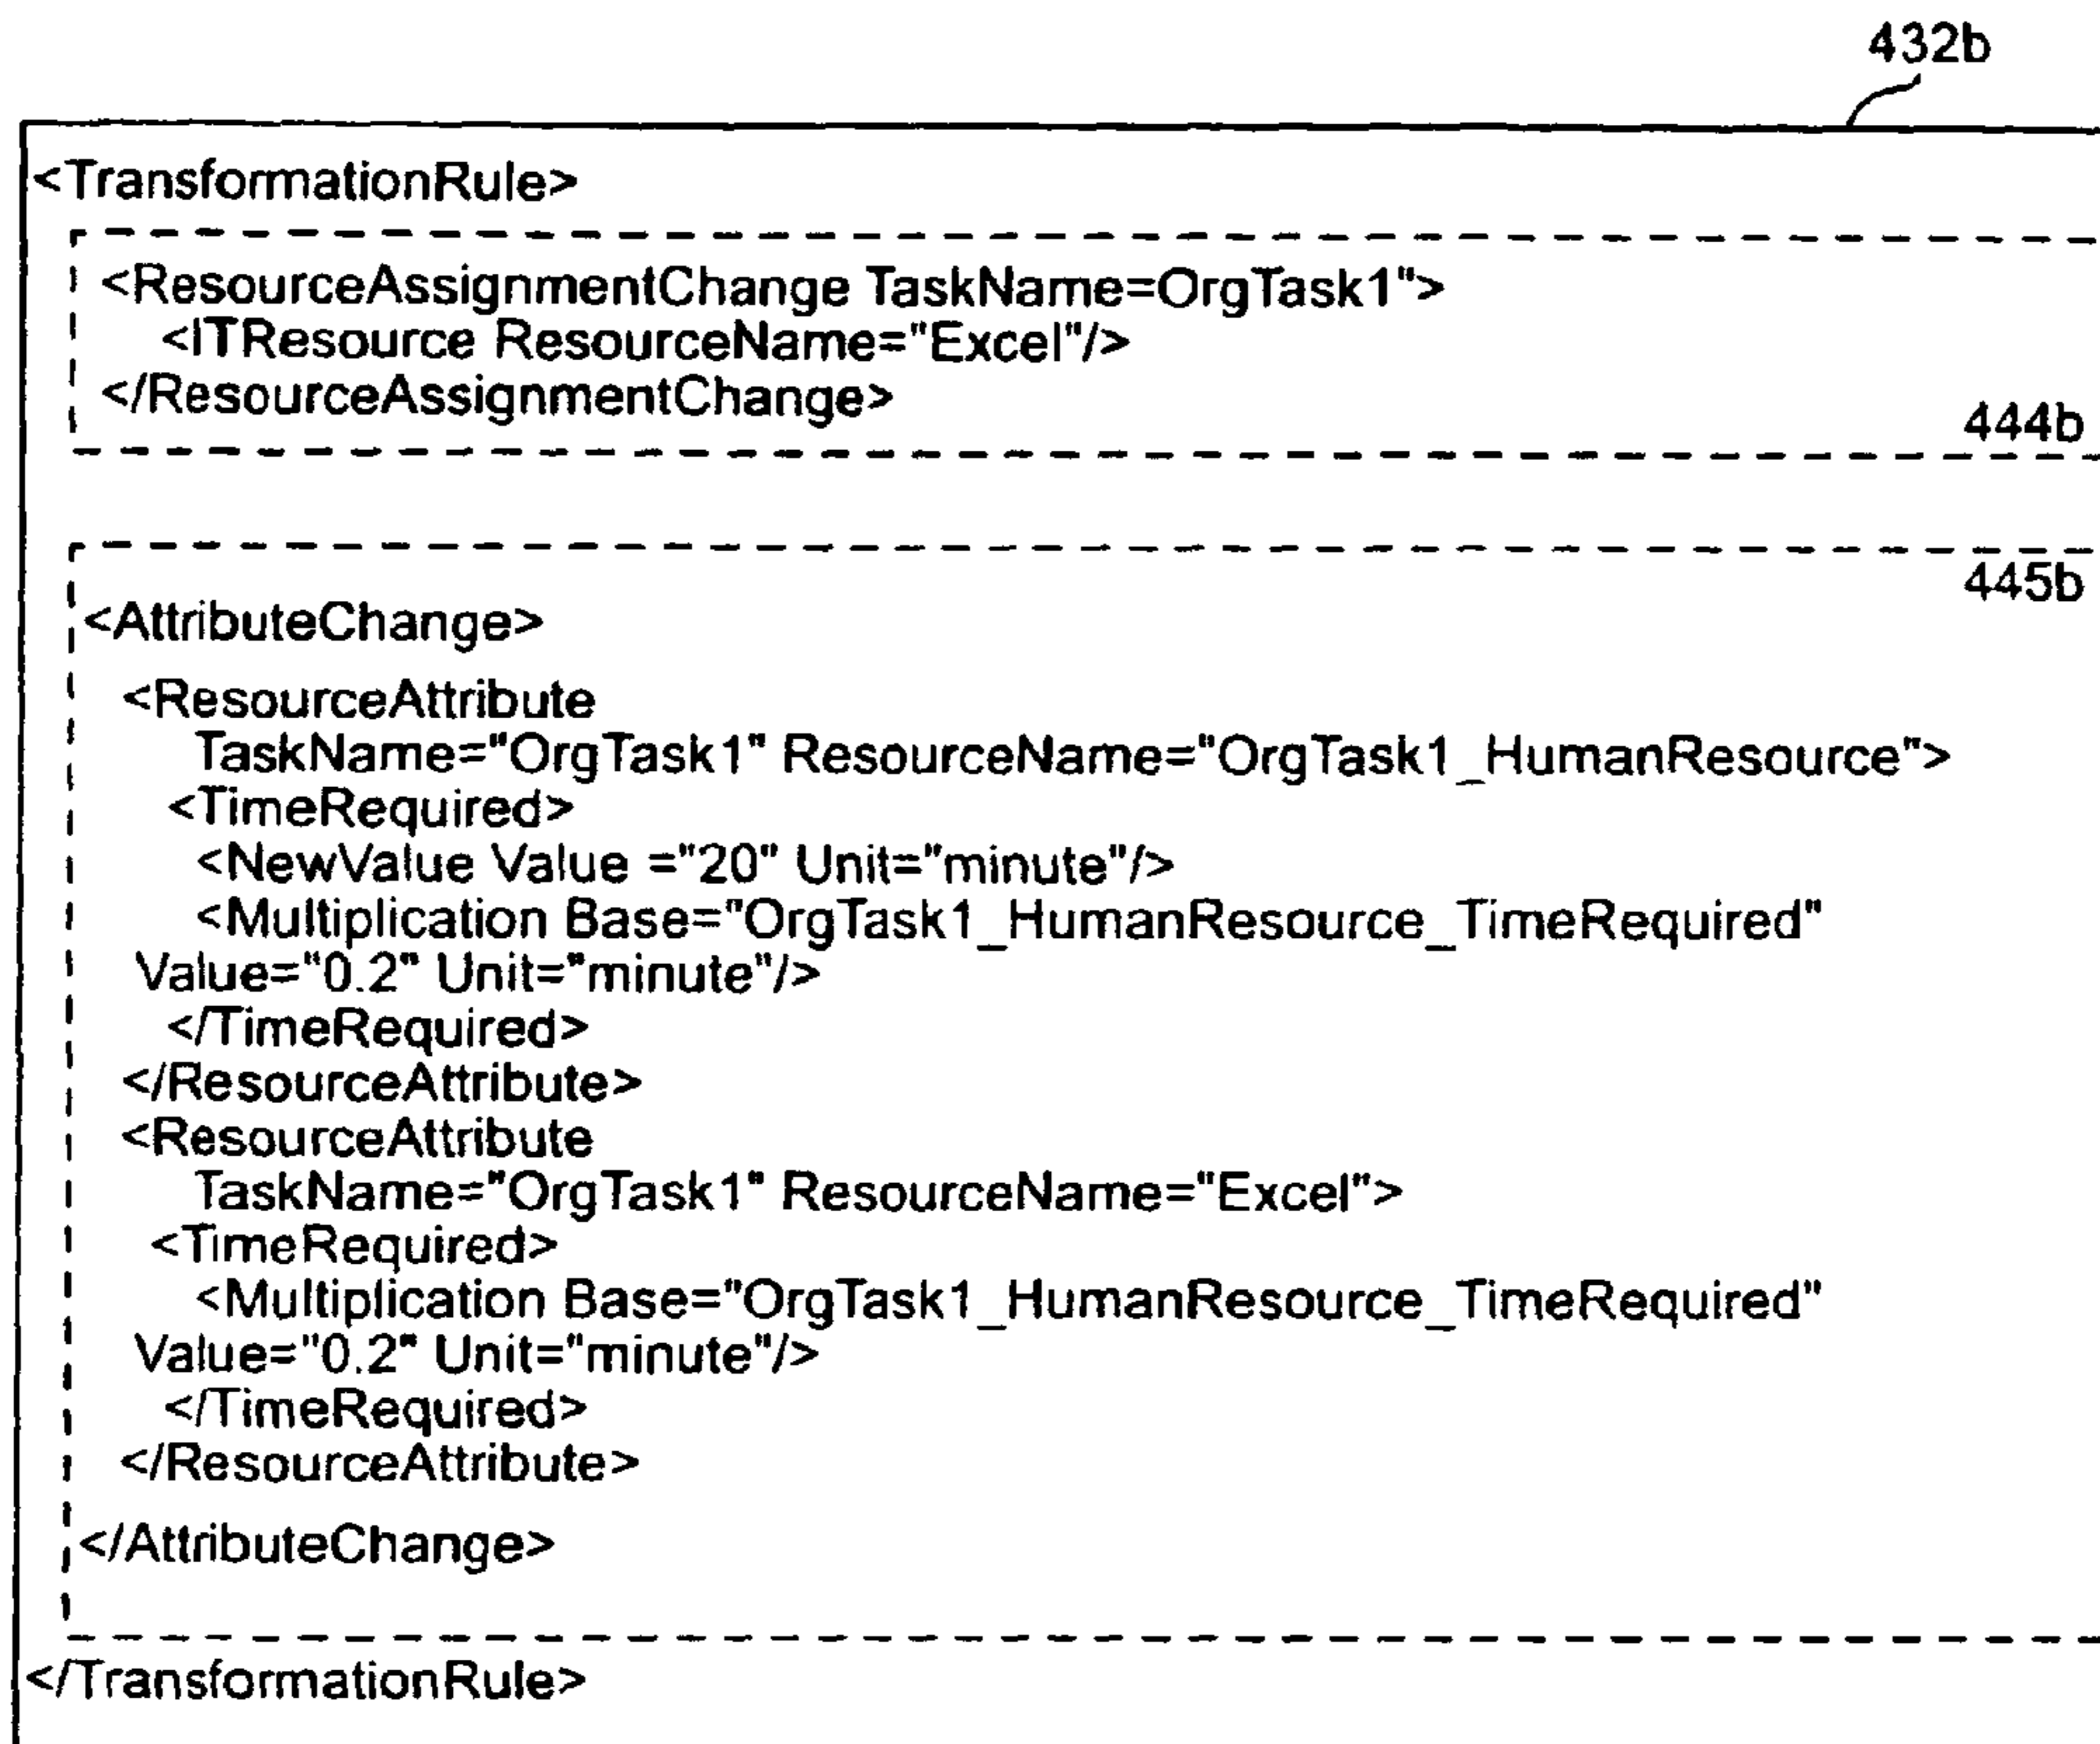 432b
<TransformationRule>
<ResourceAssignmentChange TaskName=OrgTask1">
<ITResource ResourceName="Excel"/>
</ResourceAssignmentChange>
444b
445b
<AttributeChange>
<ResourceAttribute
TaskName="OrgTask1" ResourceName="OrgTask1_HumanResource">
<TimeRequired>
<NewValue Value ="20" Unit="minute"/>
<Multiplication Base="OrgTask1_HumanResource_TimeRequired"
Value="0.2" Unit="minute"/>
</TimeRequired>
</ResourceAttribute>
<ResourceAttribute
TaskName="OrgTask1" ResourceName="Excel">
<TimeRequired>
<Multiplication Base="OrgTask1_HumanResource_TimeRequired"
Value="0.2" Unit="minute"/>
</TimeRequired>
</ResourceAttribute>
</AttributeChange>
</TransformationRule>